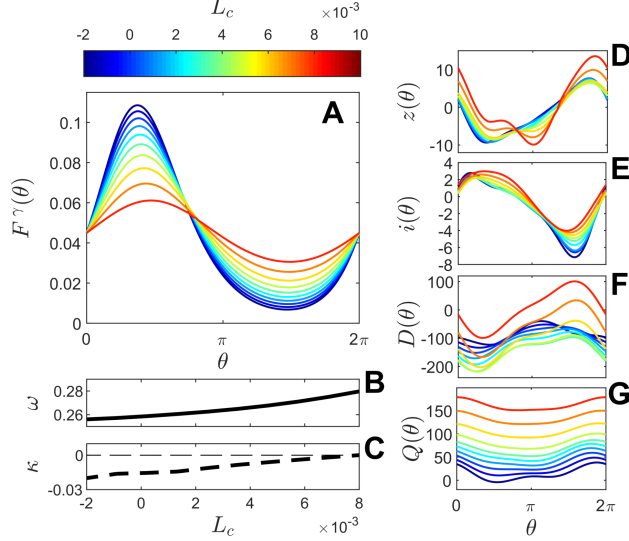 L_c
×10⁻³
-2 0 2 4 6 8 10
A
F^γ(θ)
0.1
0.08
0.06
0.04
0.02
0
0 π 2π
θ
B
ω
0.28
0.26
C
κ
0
-0.03
-2 0 2 4 6 8
L_c ×10⁻³
D
z(θ)
10
0
-10
E
i(θ)
4
2
0
-2
-4
-6
-8
F
D(θ)
100
0
-100
-200
G
Q(θ)
150
100
50
0
0 π 2π
θ